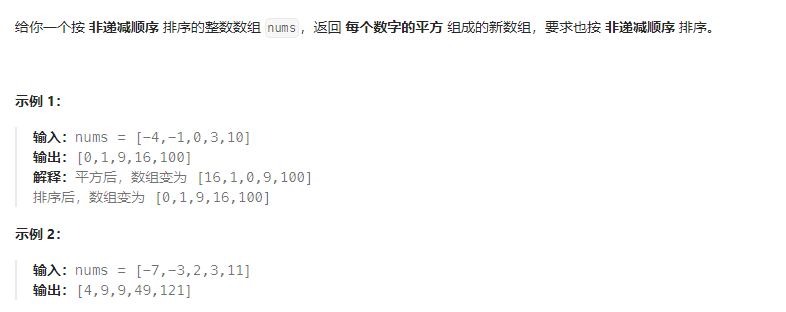 给你一个按 非递减顺序 排序的整数数组 nums，返回 每个数字的平方 组成的新数组，要求也按 非递减顺序 排序。
示例 1：
输入：nums = [-4,-1,0,3,10]
输出：[0,1,9,16,100]
解释：平方后，数组变为 [16,1,0,9,100]
排序后，数组变为 [0,1,9,16,100]
示例 2：
输入：nums = [-7,-3,2,3,11]
输出：[4,9,9,49,121]